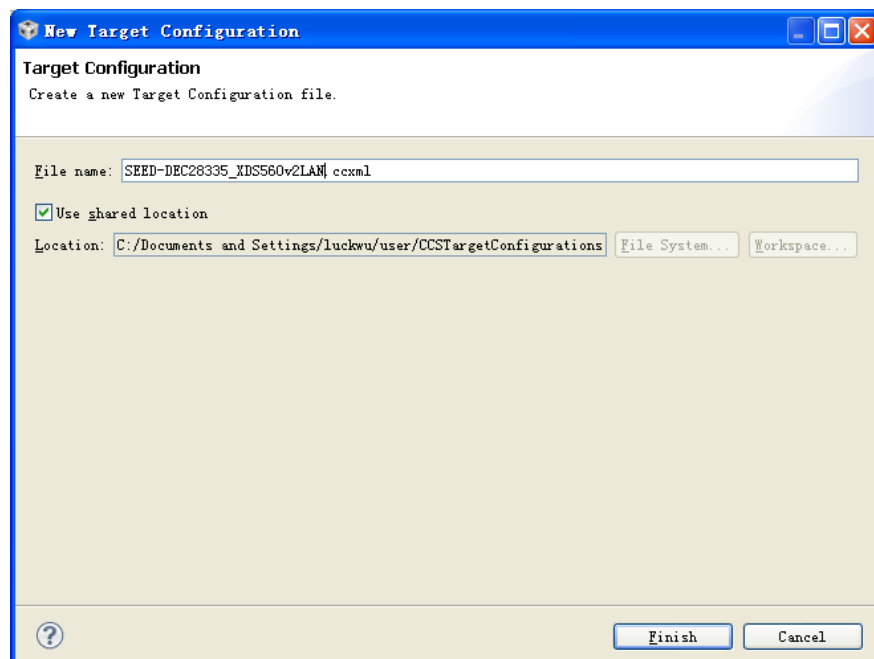 New Target Configuration
Target Configuration
Create a new Target Configuration file.
File name: SEED-DEC28335_XDS560v2LAN.ccxml
Use shared location
Location: C:/Documents and Settings/luckwu/user/CCSTargetConfigurations File System... Workspace...
? Finish Cancel